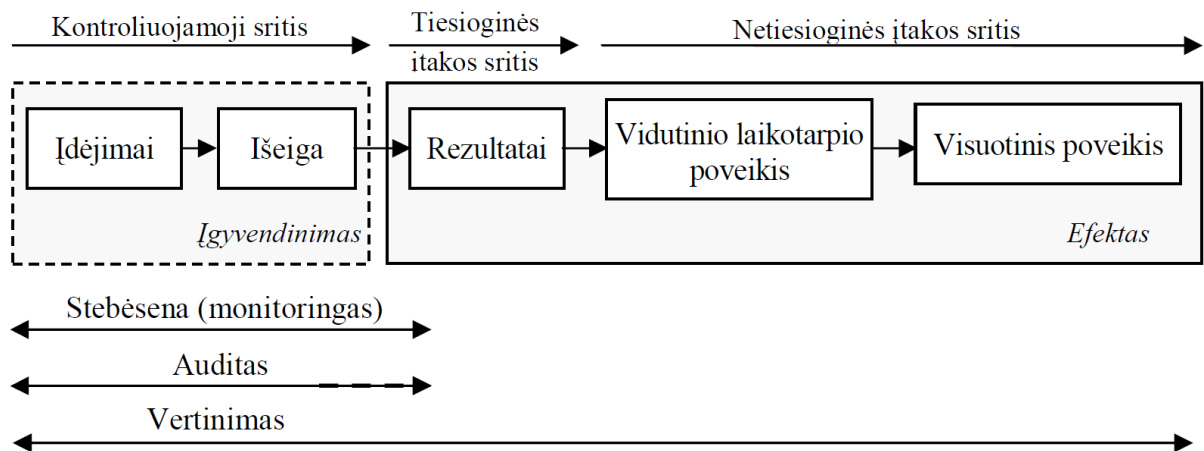 Kontroliuojamoji sritis
Tiesioginės
įtakos sritis
Netiesioginės įtakos sritis
Įdėjimai
Išeiga
Rezultatai
Vidutinio laikotarpio
poveikis
Visuotinis poveikis
Įgyvendinimas
Efektas
Stebėsena (monitoringas)
Auditas
Vertinimas